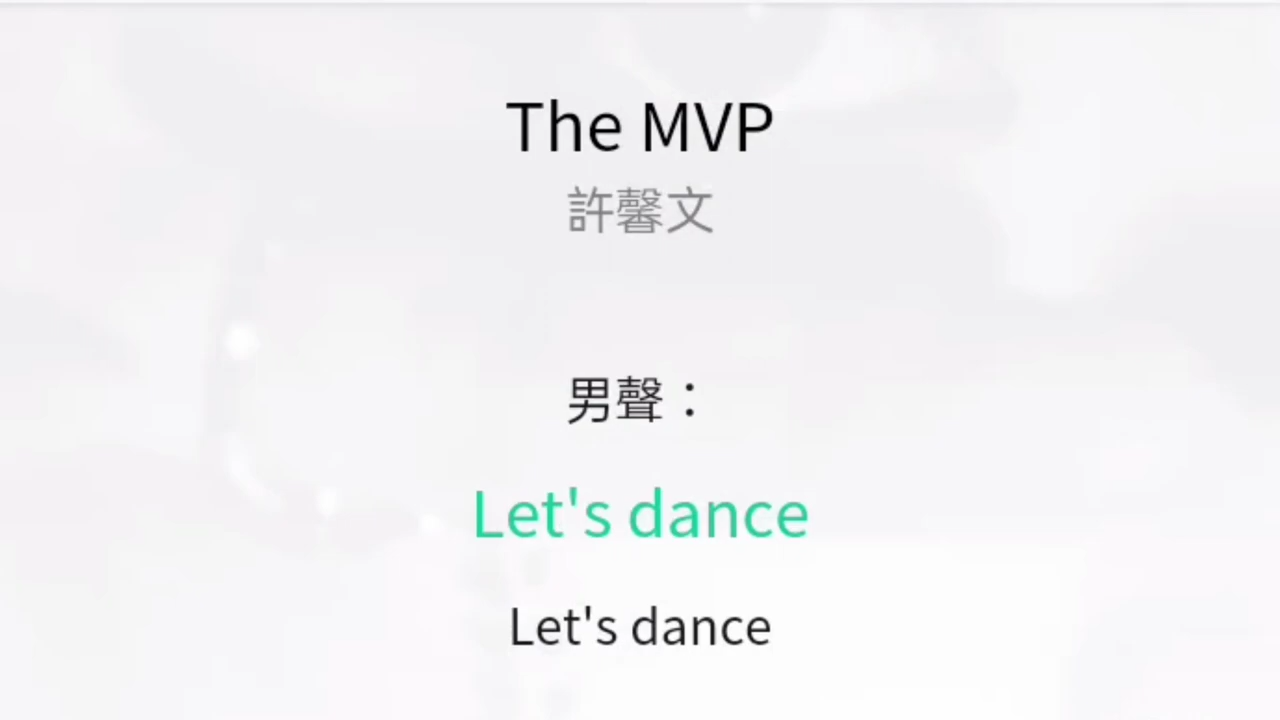 The MVP
許馨文
男聲：
Let's dance
Let's dance